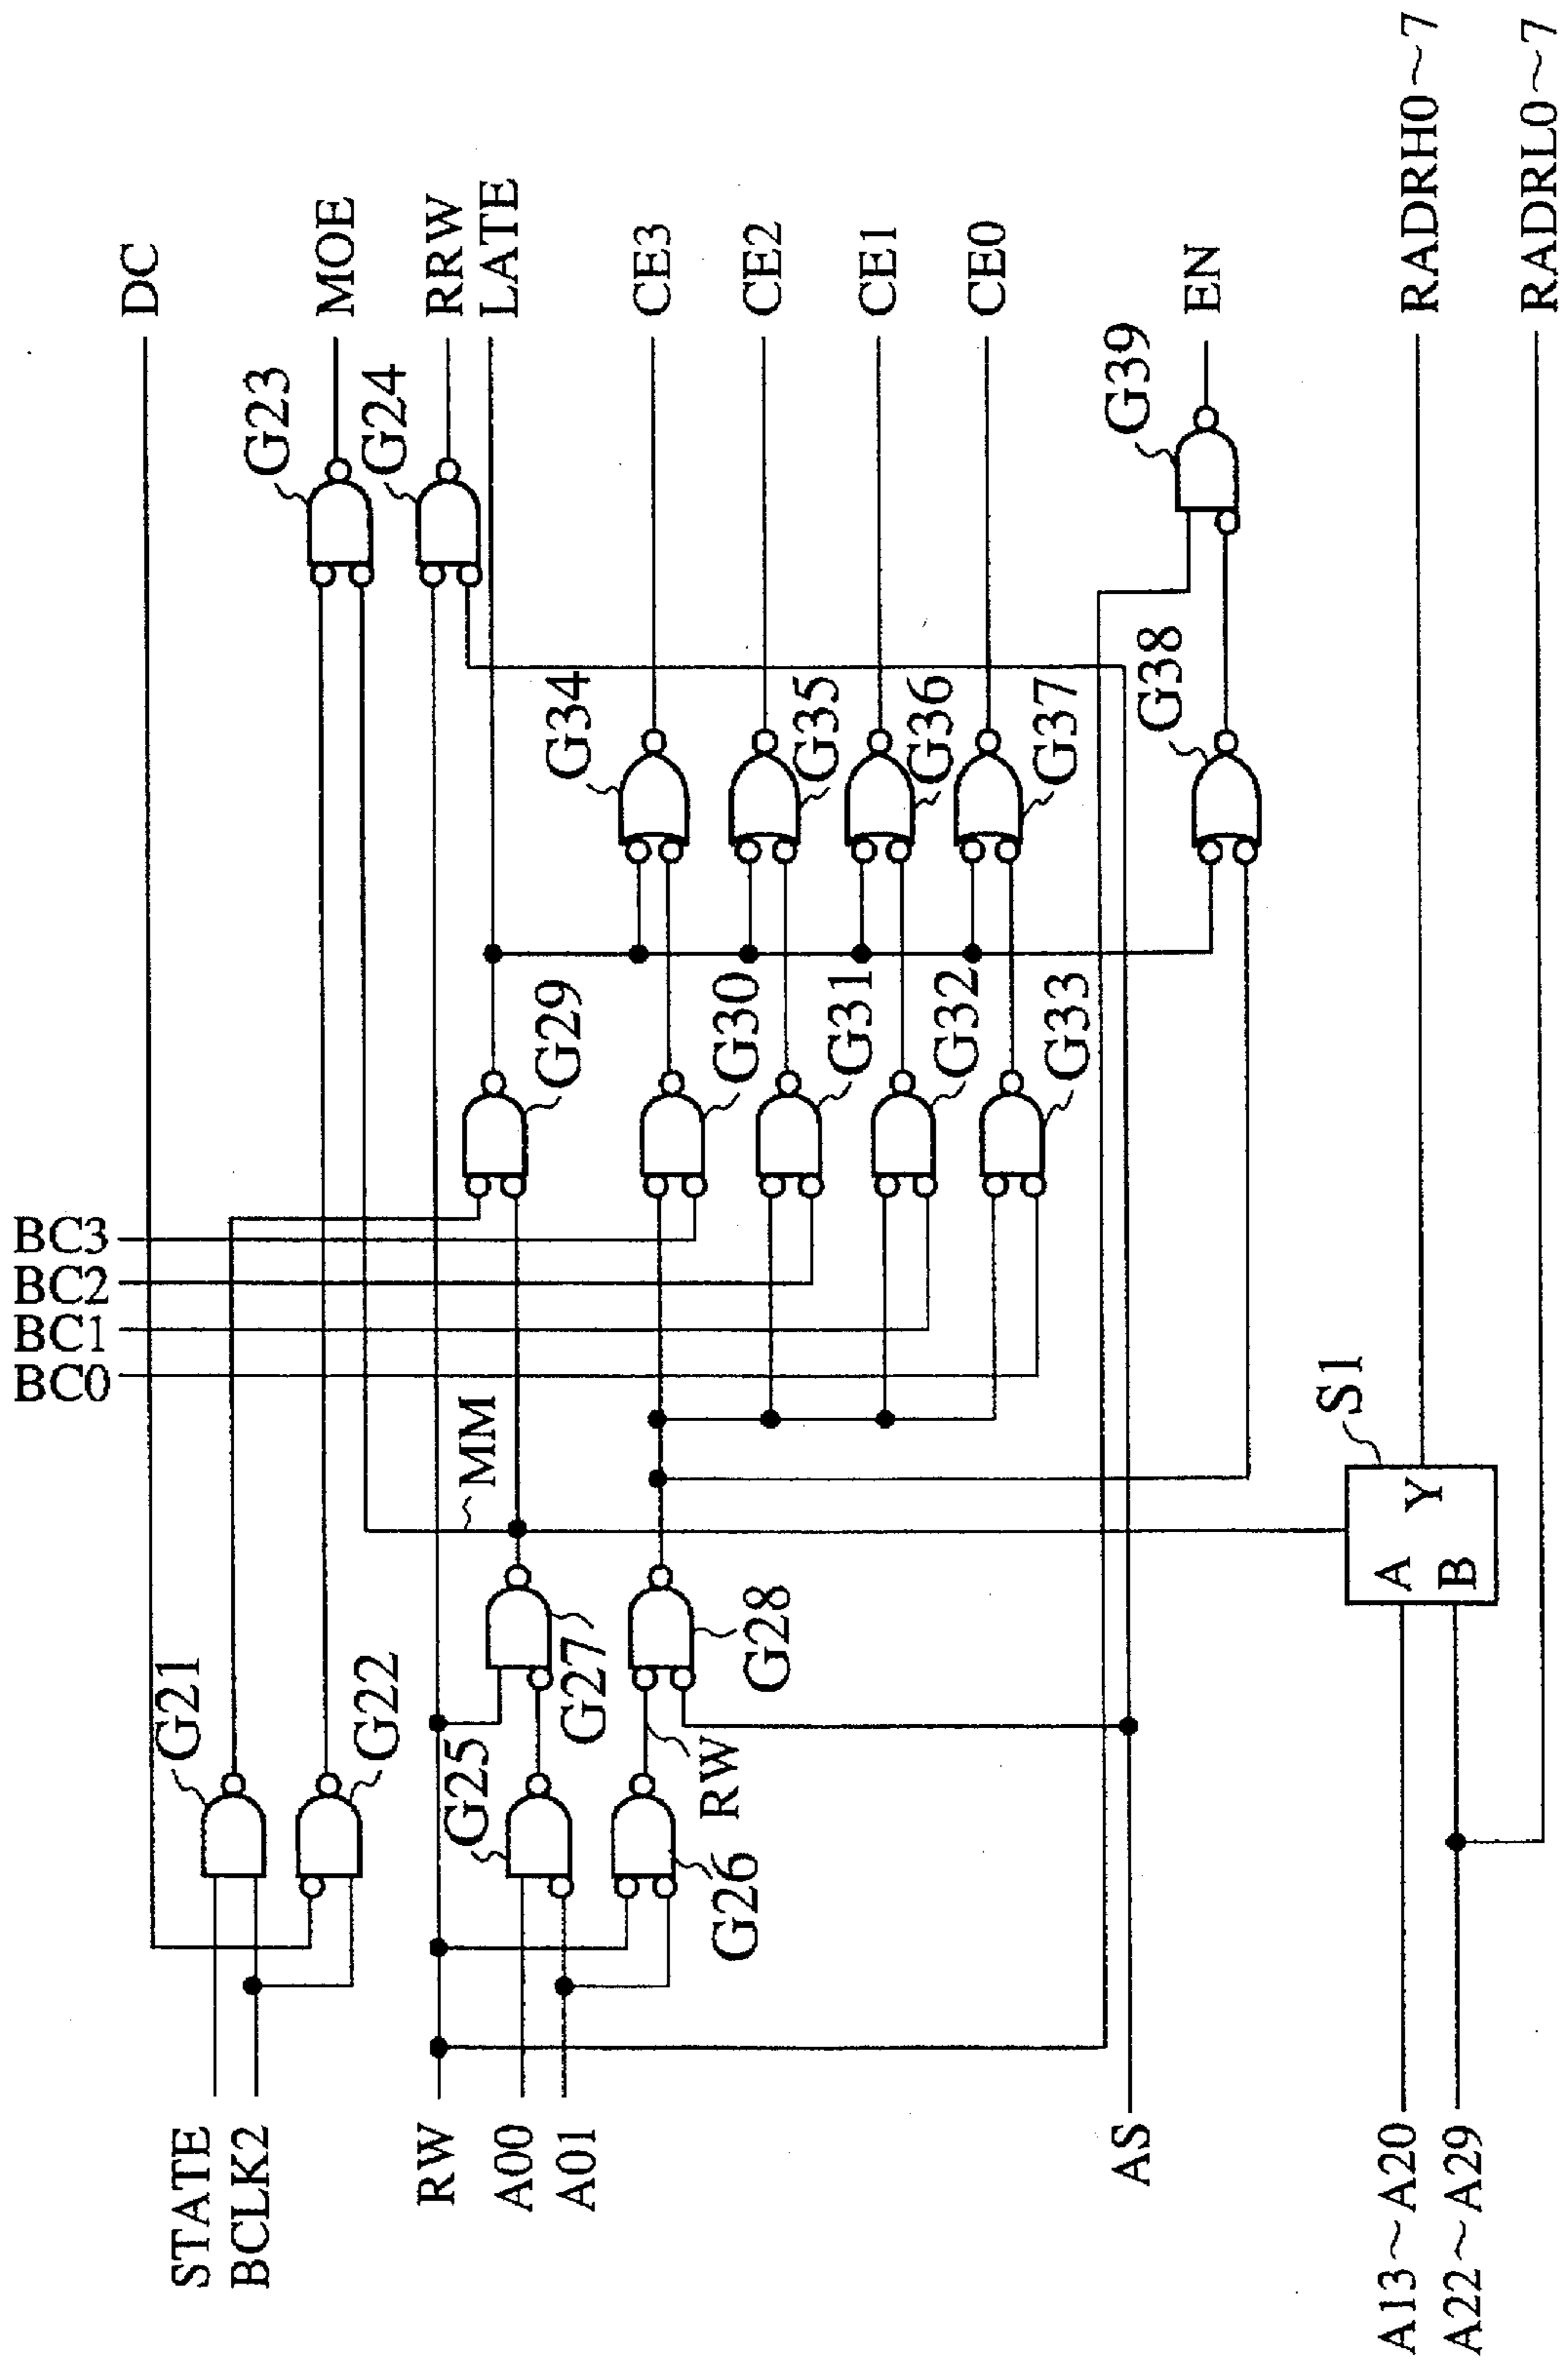 DC
MOE
RRW
LATE
CE3
CE2
CE1
CE0
EN
RADRH0~7
RADRL0~7
G23
G24
G39
G34
G35
G36
G37
G38
G29
G30
G31
G32
G33
BC3
BC2
BC1
BC0
MM
S1
A
B
Y
G21
G22
G27
G28
G25
G26
RW
STATE
BCLK2
RW
A00
A01
AS
A13~A20
A22~A29